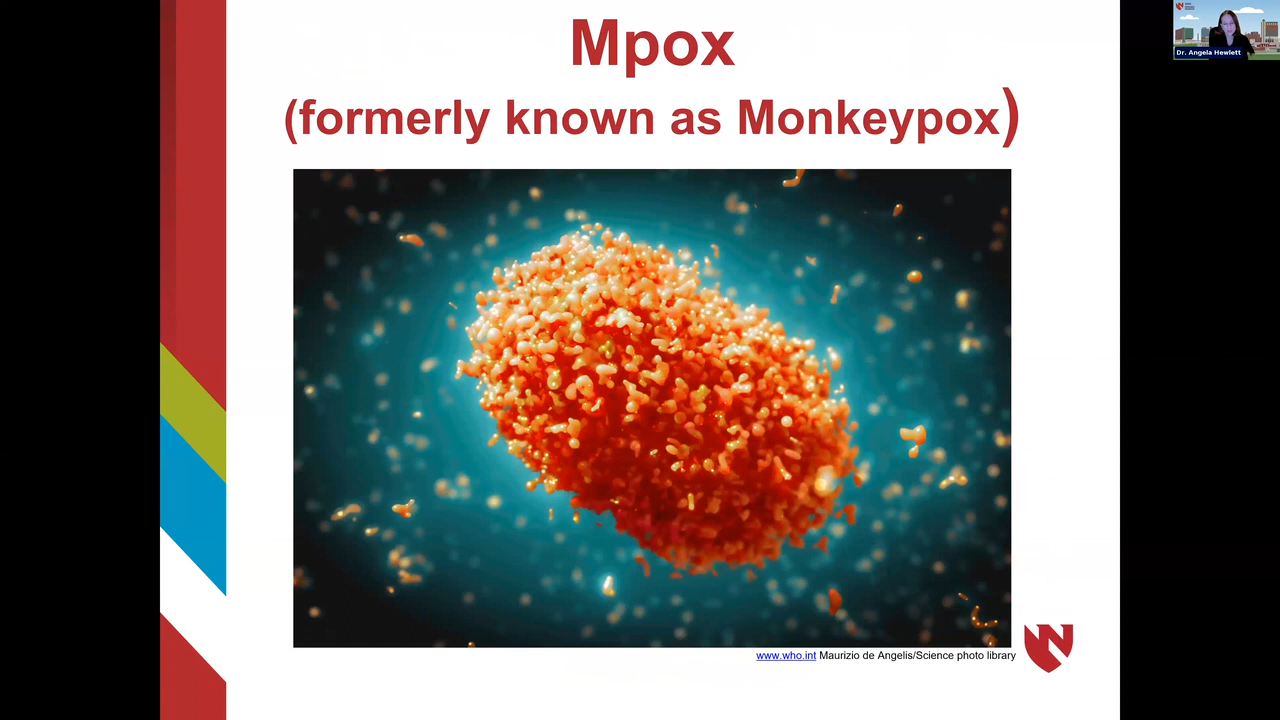 Mpox
(formerly known as Monkeypox)
www.who.int Maurizio de Angelis/Science photo library
N
Dr. Angela Hewlett